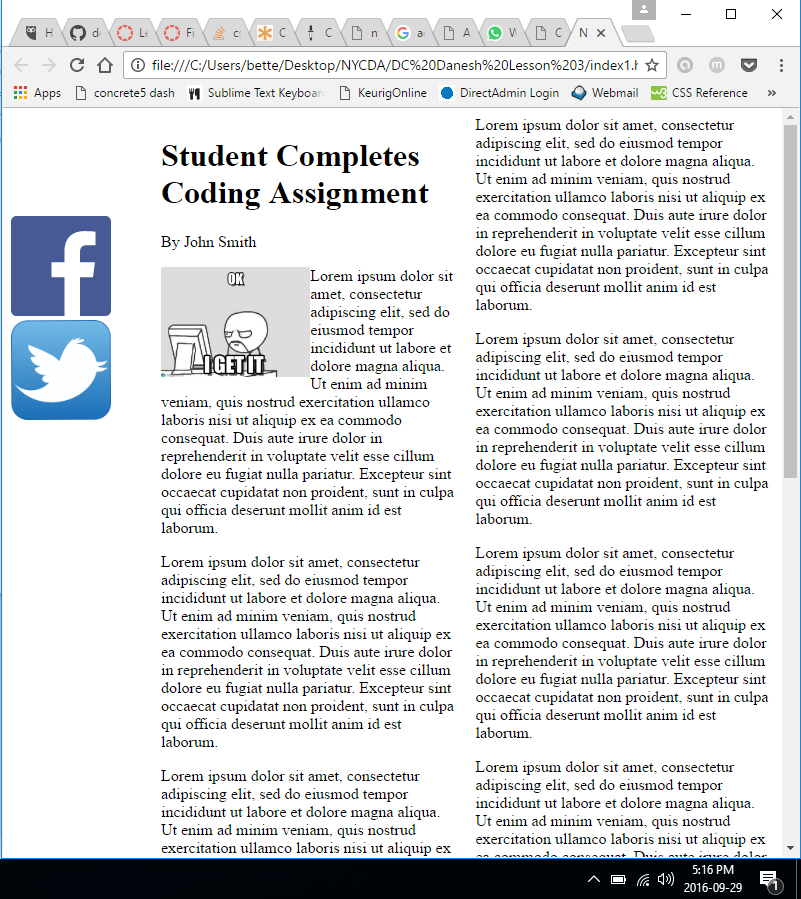 H
d
Le
Fi
cs
C
C
n
G
a
A
W
C
N
file:///C:/Users/bette/Desktop/NYCDA/DC%20Danesh%20Lesson%203/index1.h
Apps
concrete5 dash
Sublime Text Keyboar
KeurigOnline
DirectAdmin Login
Webmail
CSS Reference
»
f
Student Completes
Coding Assignment
By John Smith
OK
I GET IT
Lorem ipsum dolor sit
amet, consectetur
adipiscing elit, sed do
eiusmod tempor
incididunt ut labore et
dolore magna aliqua.
Ut enim ad minim
veniam, quis nostrud exercitation ullamco
laboris nisi ut aliquip ex ea commodo
consequat. Duis aute irure dolor in
reprehenderit in voluptate velit esse cillum
dolore eu fugiat nulla pariatur. Excepteur sint
occaecat cupidatat non proident, sunt in culpa
qui officia deserunt mollit anim id est
laborum.
Lorem ipsum dolor sit amet, consectetur
adipiscing elit, sed do eiusmod tempor
incididunt ut labore et dolore magna aliqua.
Ut enim ad minim veniam, quis nostrud
exercitation ullamco laboris nisi ut aliquip ex
ea commodo consequat. Duis aute irure dolor
in reprehenderit in voluptate velit esse cillum
dolore eu fugiat nulla pariatur. Excepteur sint
occaecat cupidatat non proident, sunt in culpa
qui officia deserunt mollit anim id est
laborum.
Lorem ipsum dolor sit amet, consectetur
adipiscing elit, sed do eiusmod tempor
incididunt ut labore et dolore magna aliqua.
Ut enim ad minim veniam, quis nostrud
exercitation ullamco laboris nisi ut aliquip ex
Lorem ipsum dolor sit amet, consectetur
adipiscing elit, sed do eiusmod tempor
incididunt ut labore et dolore magna aliqua.
Ut enim ad minim veniam, quis nostrud
exercitation ullamco laboris nisi ut aliquip ex
ea commodo consequat. Duis aute irure dolor
in reprehenderit in voluptate velit esse cillum
dolore eu fugiat nulla pariatur. Excepteur sint
occaecat cupidatat non proident, sunt in culpa
qui officia deserunt mollit anim id est
laborum.
Lorem ipsum dolor sit amet, consectetur
adipiscing elit, sed do eiusmod tempor
incididunt ut labore et dolore magna aliqua.
Ut enim ad minim veniam, quis nostrud
exercitation ullamco laboris nisi ut aliquip ex
ea commodo consequat. Duis aute irure dolor
in reprehenderit in voluptate velit esse cillum
dolore eu fugiat nulla pariatur. Excepteur sint
occaecat cupidatat non proident, sunt in culpa
qui officia deserunt mollit anim id est
laborum.
Lorem ipsum dolor sit amet, consectetur
adipiscing elit, sed do eiusmod tempor
incididunt ut labore et dolore magna aliqua.
Ut enim ad minim veniam, quis nostrud
exercitation ullamco laboris nisi ut aliquip ex
ea commodo consequat. Duis aute irure dolor
in reprehenderit in voluptate velit esse cillum
dolore eu fugiat nulla pariatur. Excepteur sint
occaecat cupidatat non proident, sunt in culpa
qui officia deserunt mollit anim id est
laborum.
Lorem ipsum dolor sit amet, consectetur
adipiscing elit, sed do eiusmod tempor
incididunt ut labore et dolore magna aliqua.
Ut enim ad minim veniam, quis nostrud
exercitation ullamco laboris nisi ut aliquip ex
ea commodo consequat. Duis aute irure dolor
5:16 PM
2016-09-29
1